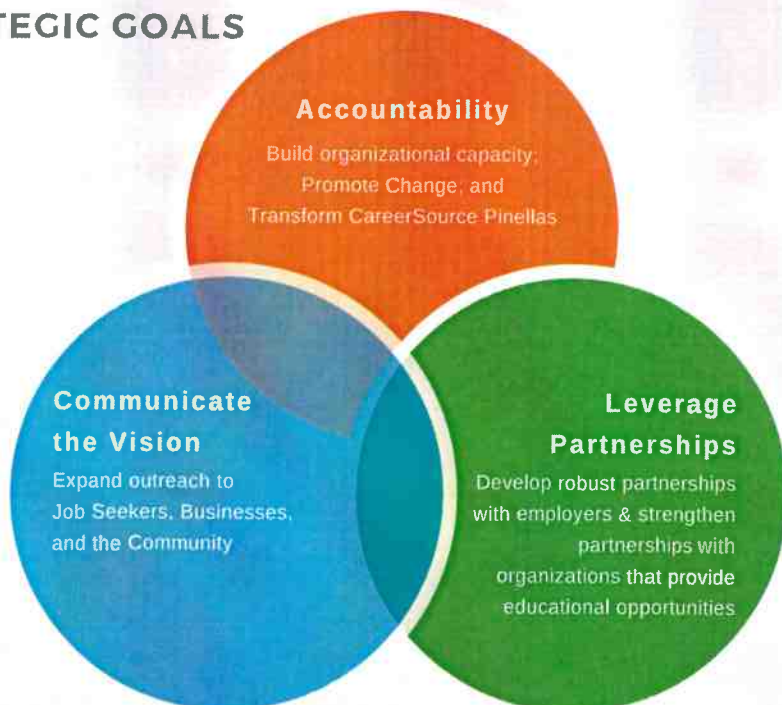 TEGIC GOALS
Accountability
Build organizational capacity;
Promote Change; and
Transform CareerSource Pinellas
Communicate
the Vision
Expand outreach to
Job Seekers, Businesses,
and the Community
Leverage
Partnerships
Develop robust partnerships
with employers & strengthen
partnerships with
organizations that provide
educational opportunities